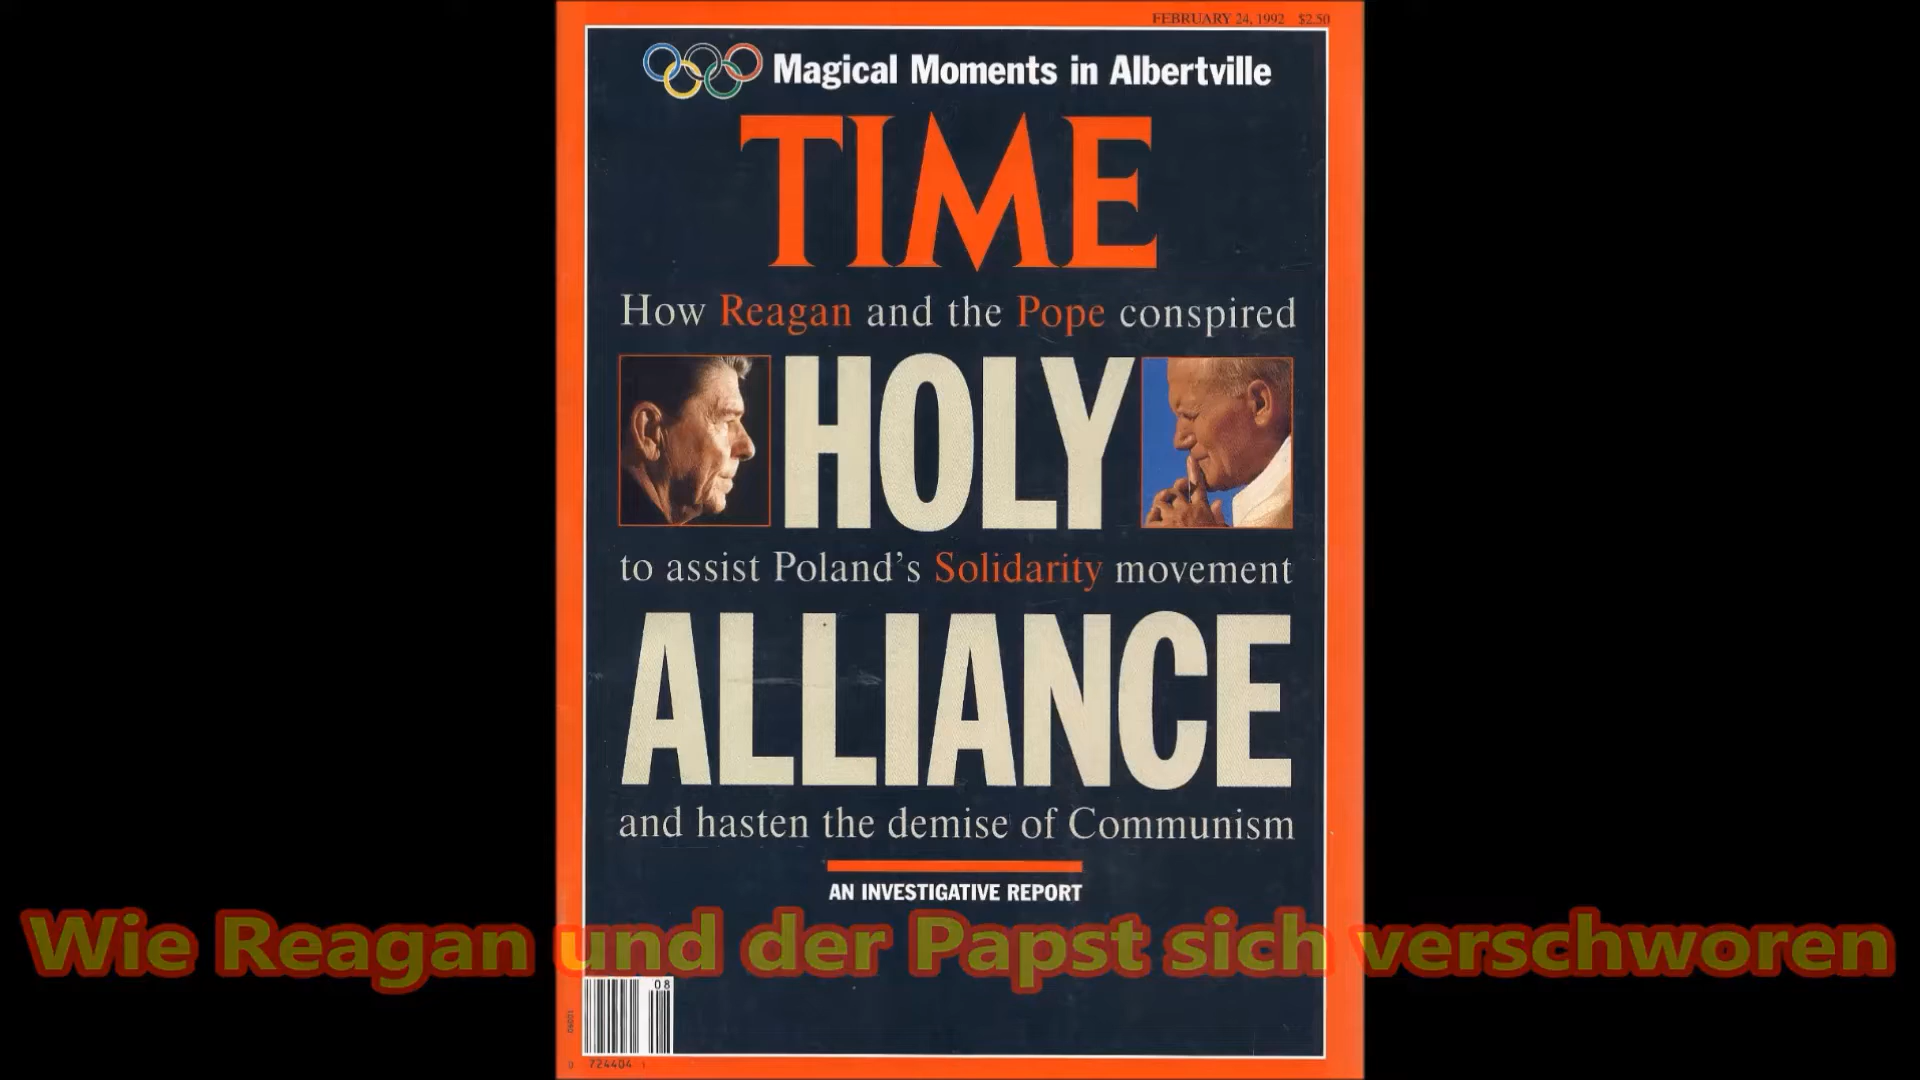 FEBRUARY 24, 1992 $2.50
Magical Moments in Albertville
TIME
How Reagan and the Pope conspired
HOLY
to assist Poland's Solidarity movement
ALLIANCE
and hasten the demise of Communism
AN INVESTIGATIVE REPORT
Wie Reagan und der Papst sich verschworen
08
0 724404 1